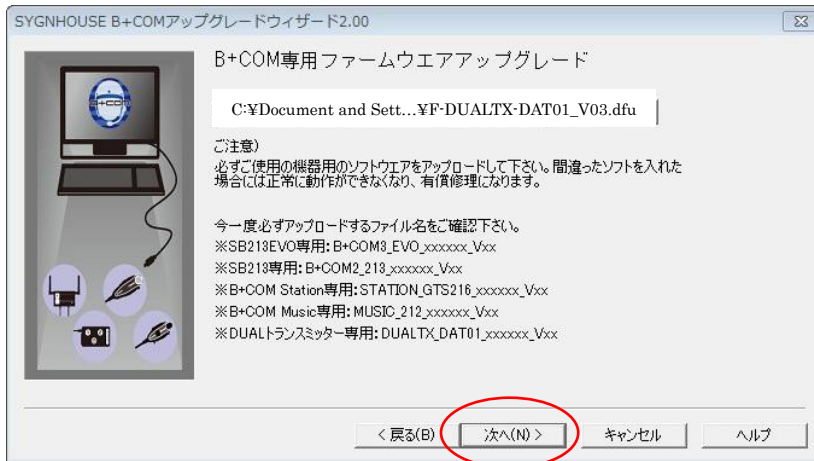 SYGNHOUSE B+COMアップグレードウィザード2.00
B+COM専用ファームウエアアップグレード
C:¥Document and Sett...¥F-DUALTX-DAT01_V03.dfu
B+COM
ご注意)
必ずご使用の機器用のソフトウエアをアップロードして下さい。間違ったソフトを入れた
場合には正常に動作ができなくなり、有償修理になります。
今一度必ずアップロードするファイル名をご確認下さい。
※SB213EVO専用：B+COM3_EVO_xxxxxx_Vxx
※SB213専用：B+COM2_213_xxxxxx_Vxx
※B+COM Station専用：STATION_GTS216_xxxxxx_Vxx
※B+COM Music専用：MUSIC_212_xxxxxx_Vxx
※DUALトランスミッター専用：DUALTX_DAT01_xxxxxx_Vxx
< 戻る(B)
次へ(N) >
キャンセル
ヘルプ